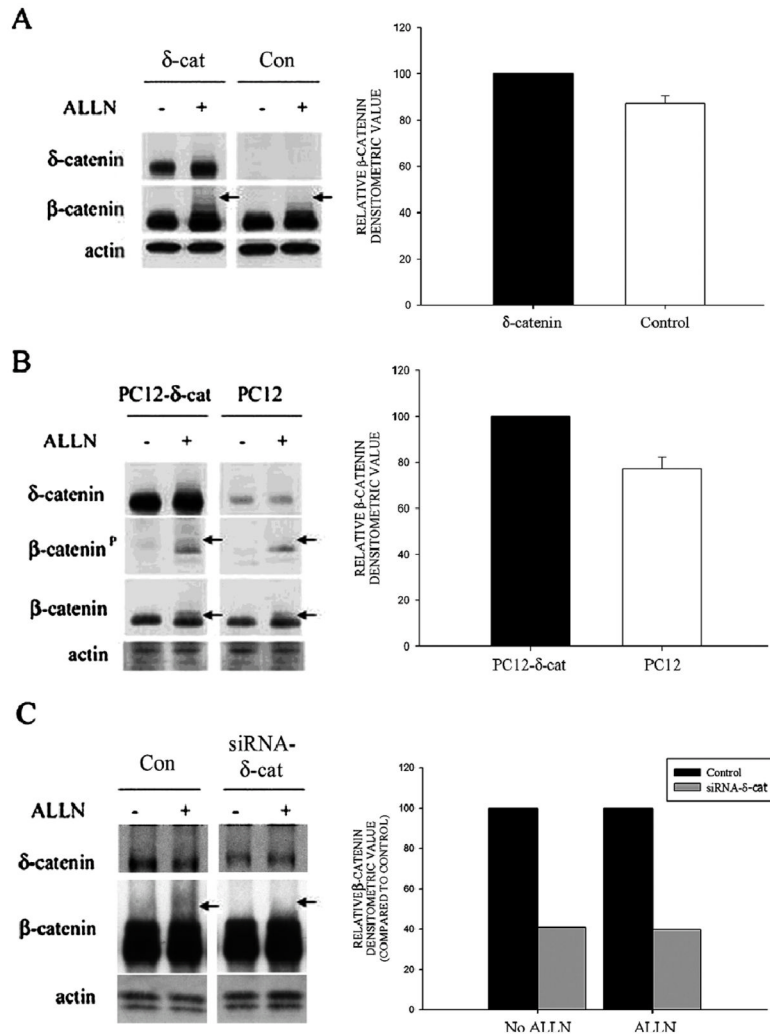 A
δ-cat Con
ALLN - + - +
δ-catenin
β-catenin
actin
RELATIVE β-CATENIN
DENSITOMETRIC VALUE
120
100
80
60
40
20
0
δ-catenin Control
B
PC12-δ-cat PC12
ALLN - + - +
δ-catenin
β-catenin P
β-catenin
actin
RELATIVE β-CATENIN
DENSITOMETRIC VALUE
120
100
80
60
40
20
0
PC12-δ-cat PC12
C
Con siRNA-
δ-cat
ALLN - + - +
δ-catenin
β-catenin
actin
RELATIVE β-CATENIN
DENSITOMETRIC VALUE
(COMPARED TO CONTROL)
120
100
80
60
40
20
0
Control
siRNA-δ-cat
No ALLN ALLN